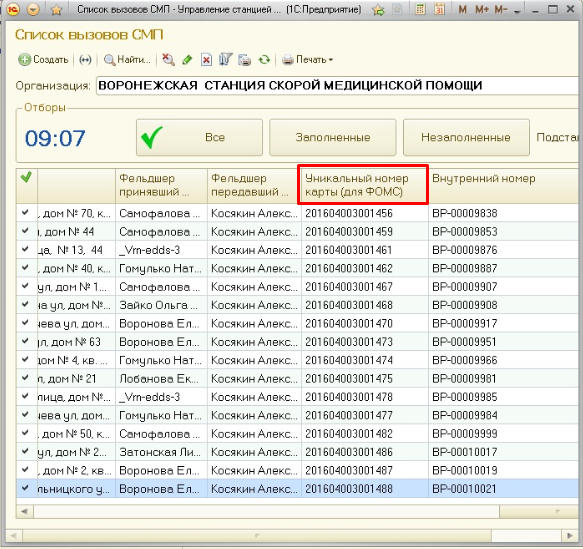 Список вызовов СМП - Управление станцией ... (1С:Предприятие)
M M+ M-
Список вызовов СМП
Создать Найти... Печать
Организация: ВОРОНЕЖСКАЯ СТАНЦИЯ СКОРОЙ МЕДИЦИНСКОЙ ПОМОЩИ
Отборы
09:07 Все Заполненные Незаполненные Подста
Фельдшер Фельдшер Уникальный номер Внутренний номер
принявший ... передавший ... карты (для ФОМС)
, дом № 70, к... Самофалова ... Косякин Алекс... 201604003001456 ВР-00009838
, дом № 44 Самофалова ... Косякин Алекс... 201604003001459 ВР-00009853
ца, № 13, 44 _Vrn-edds-3 Косякин Алекс... 201604003001461 ВР-00009876
, дом № 40, к... Гомулько Нат... Косякин Алекс... 201604003001462 ВР-00009887
ул, дом № 1... Самофалова ... Косякин Алекс... 201604003001467 ВР-00009907
а ул, дом №... Зайко Ольга ... Косякин Алекс... 201604003001468 ВР-00009908
чева ул, дом... Воронова Ел... Косякин Алекс... 201604003001470 ВР-00009917
л, дом № 63 Воронова Ел... Косякин Алекс... 201604003001473 ВР-00009951
дом № 4, кв. ... Гомулько Нат... Косякин Алекс... 201604003001474 ВР-00009966
л, дом № 21 Лобанова Ек... Косякин Алекс... 201604003001475 ВР-00009981
лица, дом №... _Vrn-edds-3 Косякин Алекс... 201604003001478 ВР-00009985
чева ул, дом... Гомулько Нат... Косякин Алекс... 201604003001477 ВР-00009984
, дом № 50, к... Самофалова ... Косякин Алекс... 201604003001482 ВР-00009999
ул, дом № 2... Затонская Ли... Косякин Алекс... 201604003001486 ВР-00010017
, дом № 2, кв... Воронова Ел... Косякин Алекс... 201604003001487 ВР-00010019
льницкого у... Воронова Ел... Косякин Алекс... 201604003001488 ВР-00010021